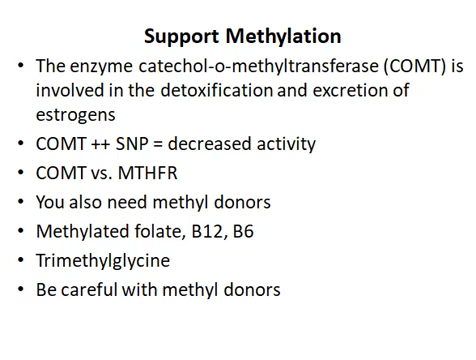 Support Methylation
• The enzyme catechol-o-methyltransferase (COMT) is
involved in the detoxification and excretion of
estrogens
• COMT ++ SNP = decreased activity
• COMT vs. MTHFR
• You also need methyl donors
• Methylated folate, B12, B6
• Trimethylglycine
• Be careful with methyl donors